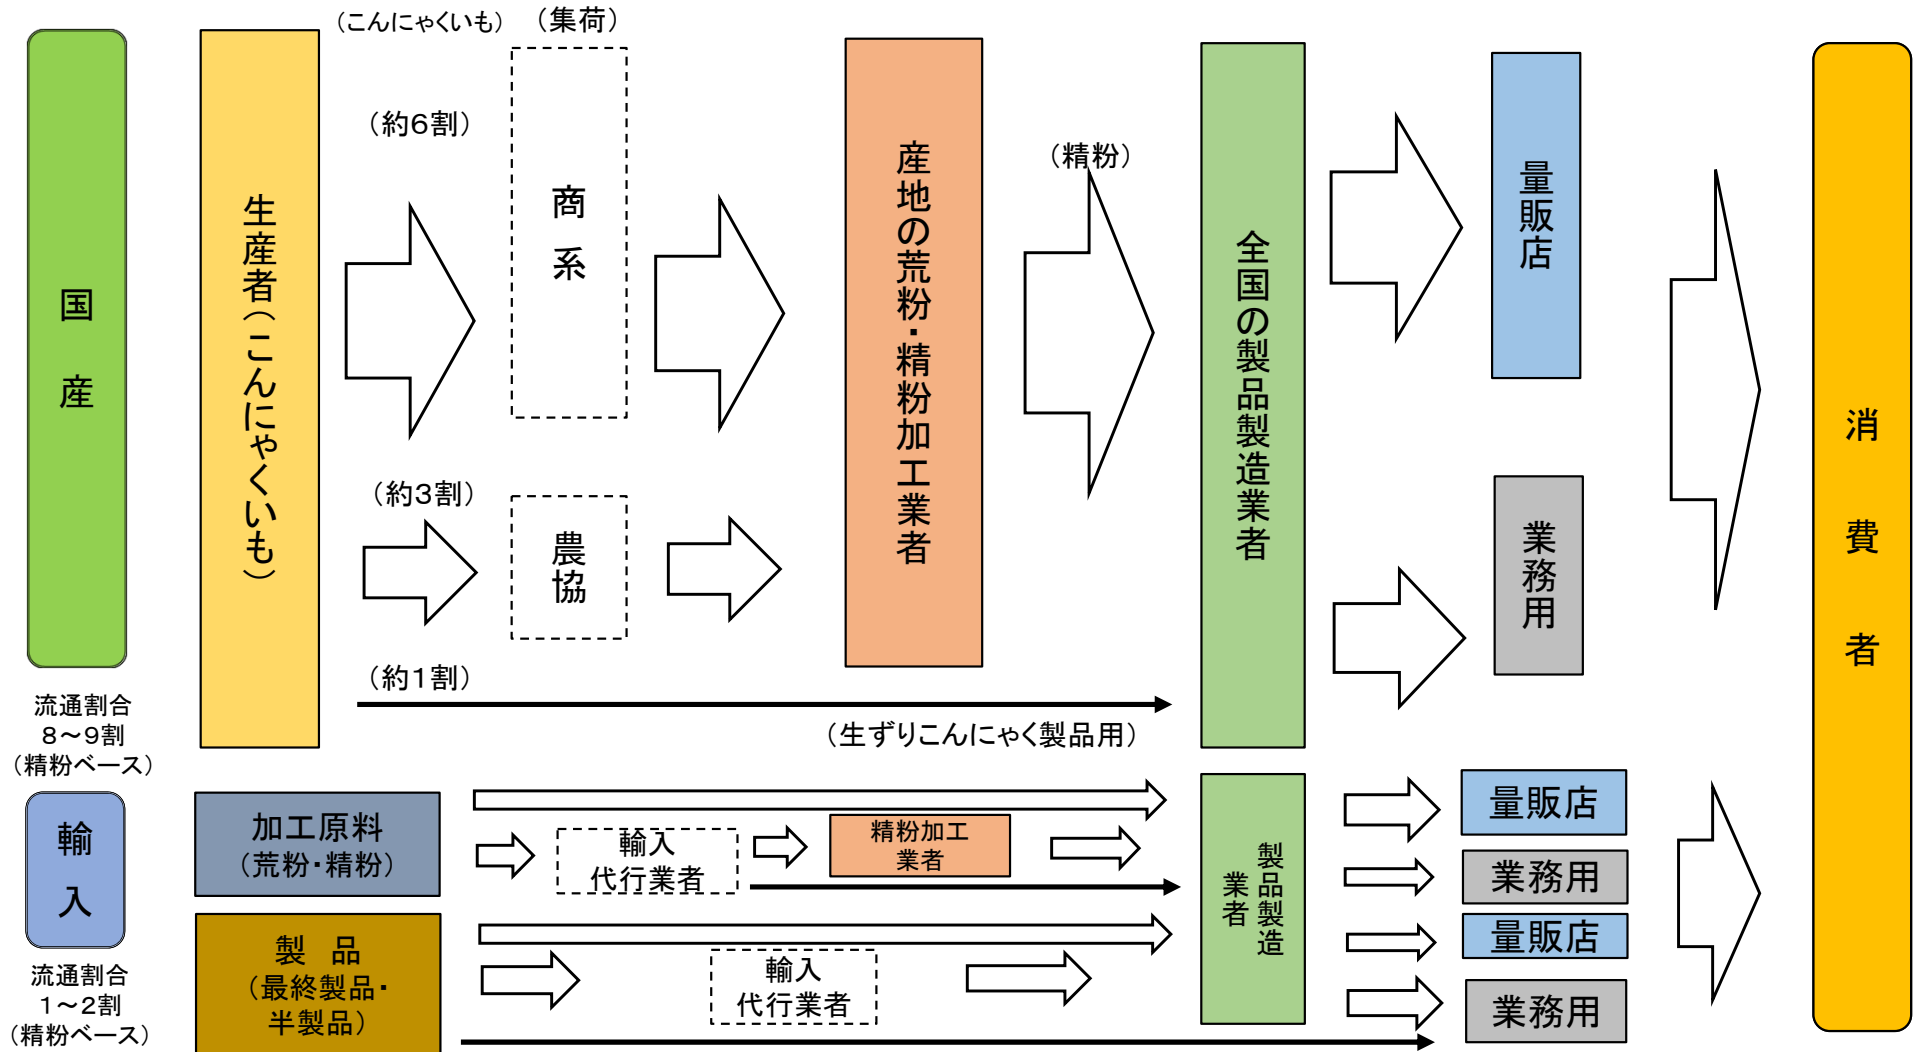 （こんにゃくいも）
（集荷）
国
産
流通割合
８～９割
（精粉ベース）
生産者（こんにゃくいも）
（約６割）
商
系
（約３割）
農
協
（約１割）
（生ずりこんにゃく製品用）
産地の荒粉・精粉加工業者
（精粉）
全国の製品製造業者
量販店
業務用
消
費
者
輸
入
流通割合
１～２割
（精粉ベース）
加工原料
（荒粉・精粉）
輸入
代行業者
精粉加工
業者
製品製造
業者
量販店
業務用
製　品
（最終製品・
半製品）
輸入
代行業者
量販店
業務用